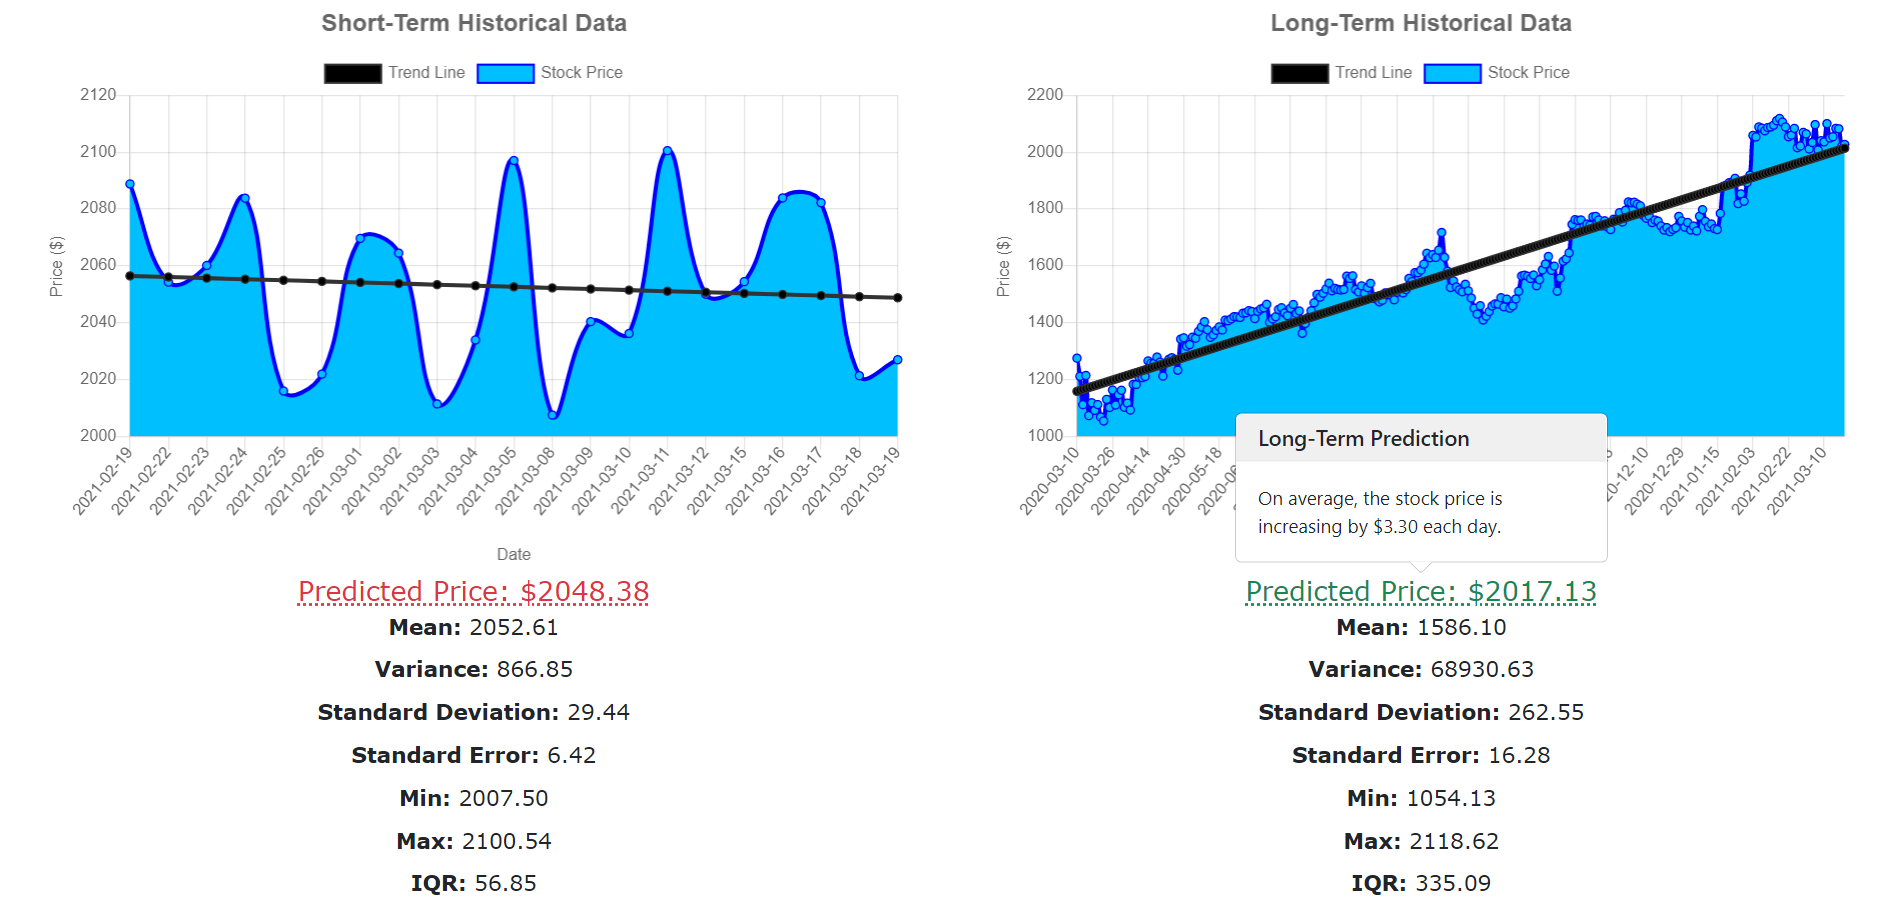 Short-Term Historical Data
Trend Line Stock Price
2120
2100
2080
2060
2040
2020
2000
Price ($)
2021-02-19
2021-02-22
2021-02-23
2021-02-24
2021-02-25
2021-02-26
2021-03-01
2021-03-02
2021-03-03
2021-03-04
2021-03-05
2021-03-08
2021-03-09
2021-03-10
2021-03-11
2021-03-12
2021-03-15
2021-03-16
2021-03-17
2021-03-18
2021-03-19
Date
Predicted Price: $2048.38
Mean: 2052.61
Variance: 866.85
Standard Deviation: 29.44
Standard Error: 6.42
Min: 2007.50
Max: 2100.54
IQR: 56.85
Long-Term Historical Data
Trend Line Stock Price
2200
2000
1800
1600
1400
1200
1000
Price ($)
2020-03-10
2020-03-26
2020-04-14
2020-04-30
2020-05-18
2020-0
20-12-10
2020-12-29
2021-01-15
2021-02-03
2021-02-22
2021-03-10
Long-Term Prediction
On average, the stock price is
increasing by $3.30 each day.
Predicted Price: $2017.13
Mean: 1586.10
Variance: 68930.63
Standard Deviation: 262.55
Standard Error: 16.28
Min: 1054.13
Max: 2118.62
IQR: 335.09